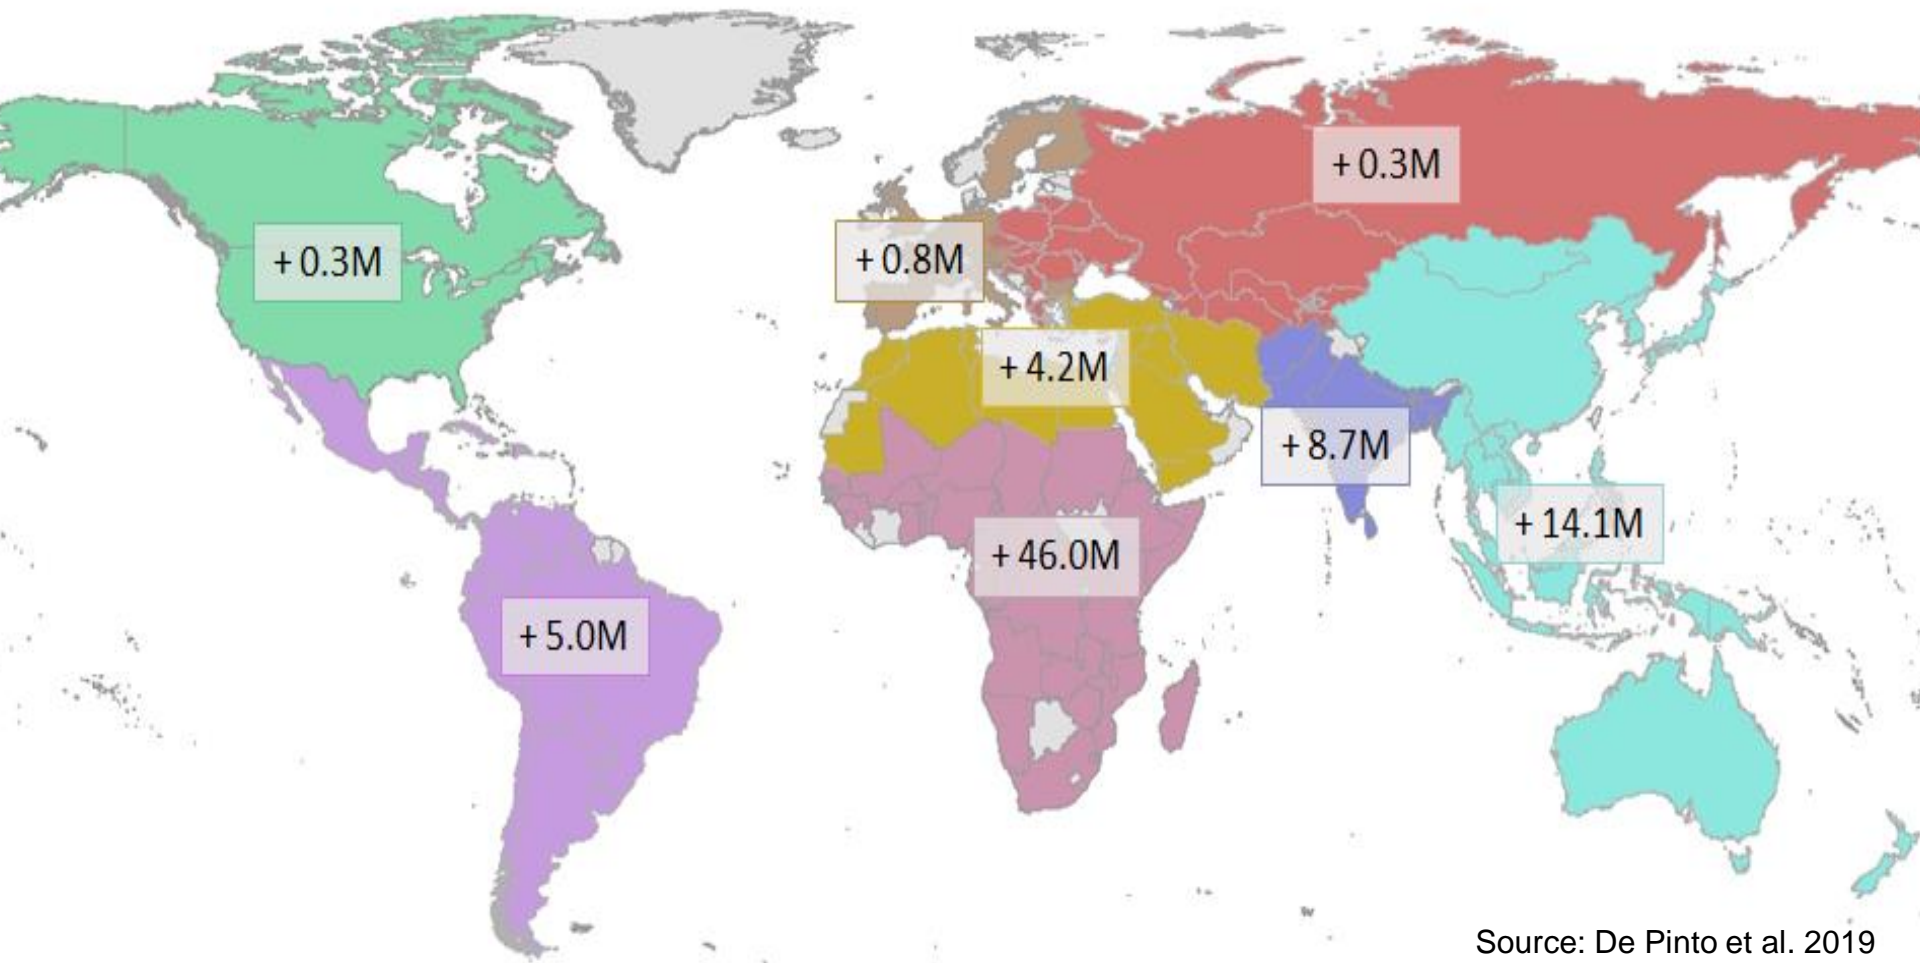 + 0.3M
+ 0.3M
+ 0.8M
+ 4.2M
+ 8.7M
+ 14.1M
+ 46.0M
+ 5.0M
Source: De Pinto et al. 2019